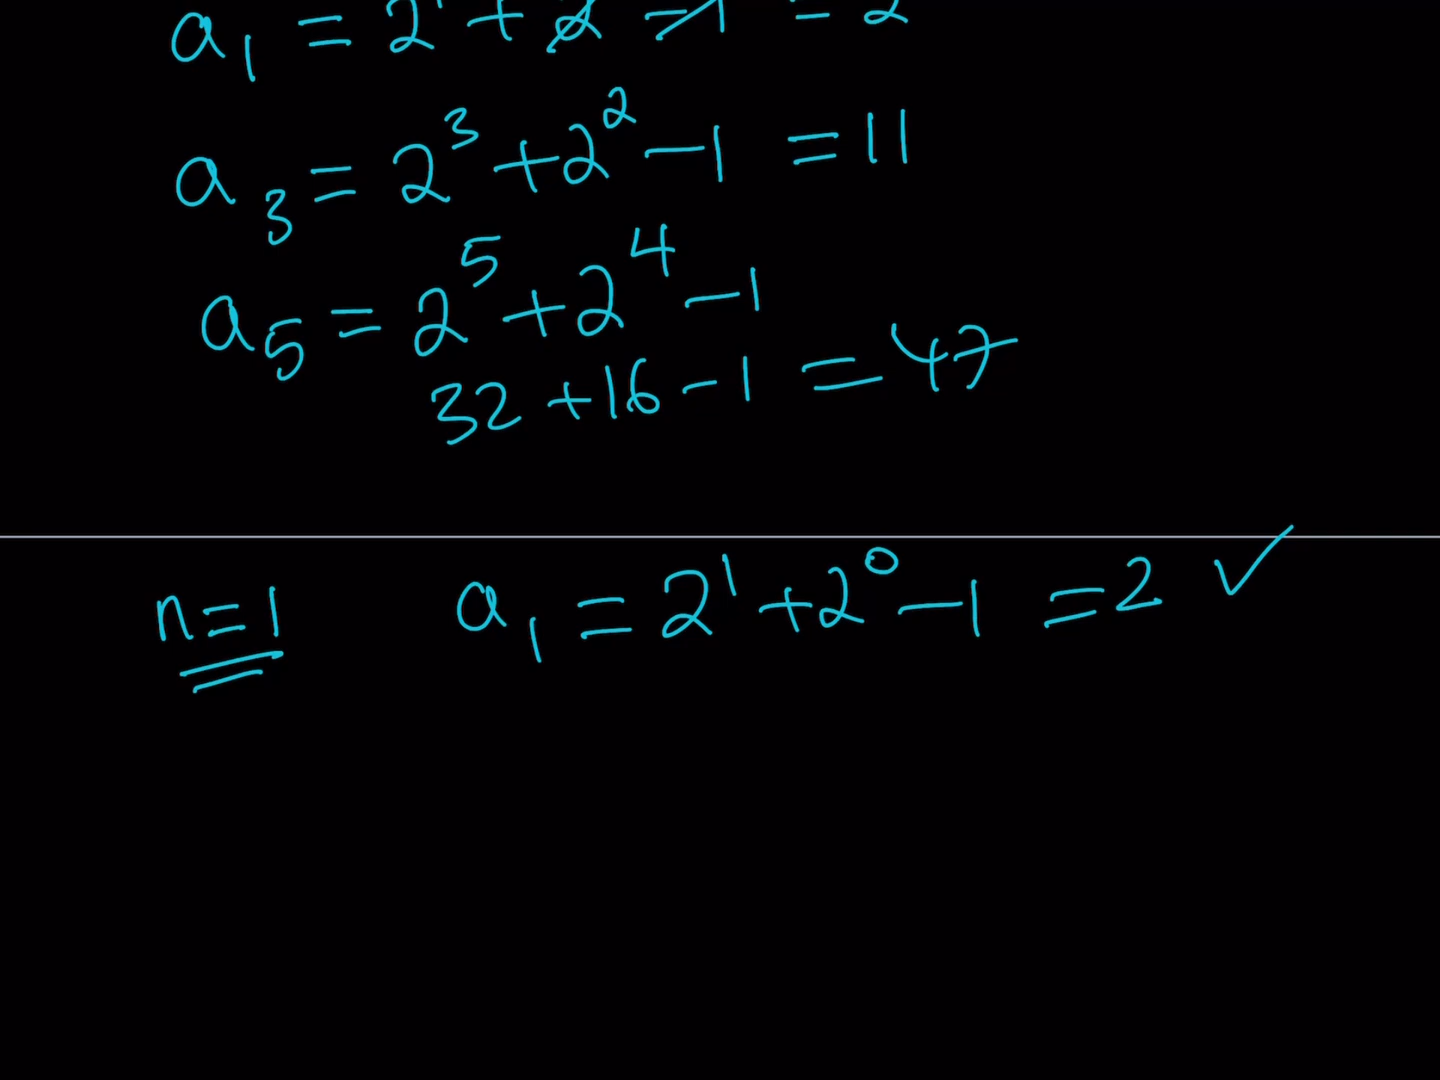 a₁ = 2¹ + 2̸ - 1 = 2
a₃ = 2³ + 2² - 1 = 11
a₅ = 2⁵ + 2⁴ - 1
32 + 16 - 1 = 47
n = 1 a₁ = 2¹ + 2⁰ - 1 = 2 ✓